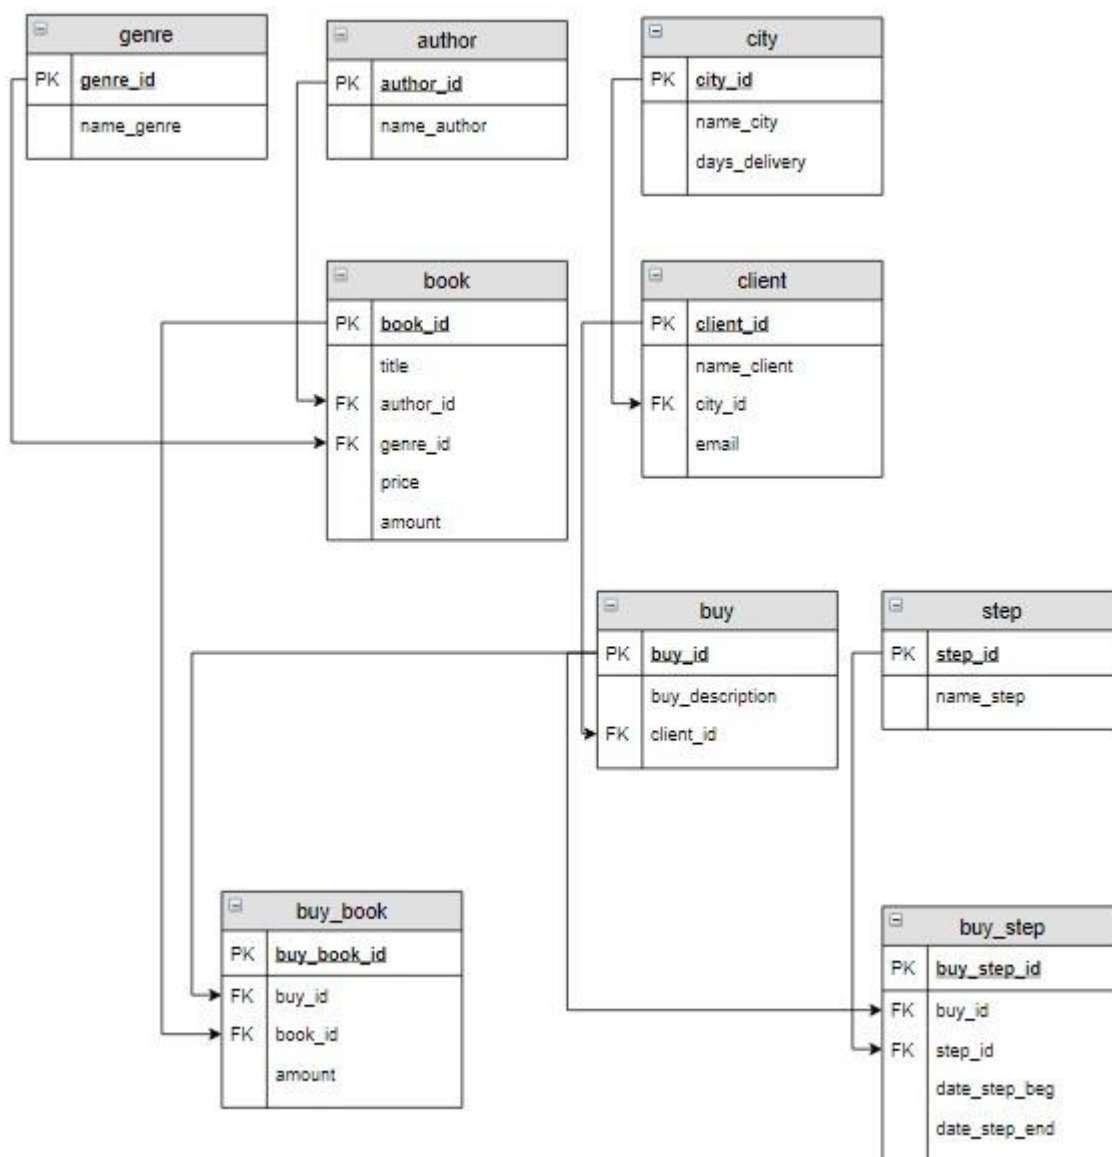 genre
PK genre_id
name_genre
author
PK author_id
name_author
city
PK city_id
name_city
days_delivery
book
PK book_id
title
FK author_id
FK genre_id
price
amount
client
PK client_id
name_client
FK city_id
email
buy
PK buy_id
buy_description
FK client_id
step
PK step_id
name_step
buy_book
PK buy_book_id
FK buy_id
FK book_id
amount
buy_step
PK buy_step_id
FK buy_id
FK step_id
date_step_beg
date_step_end